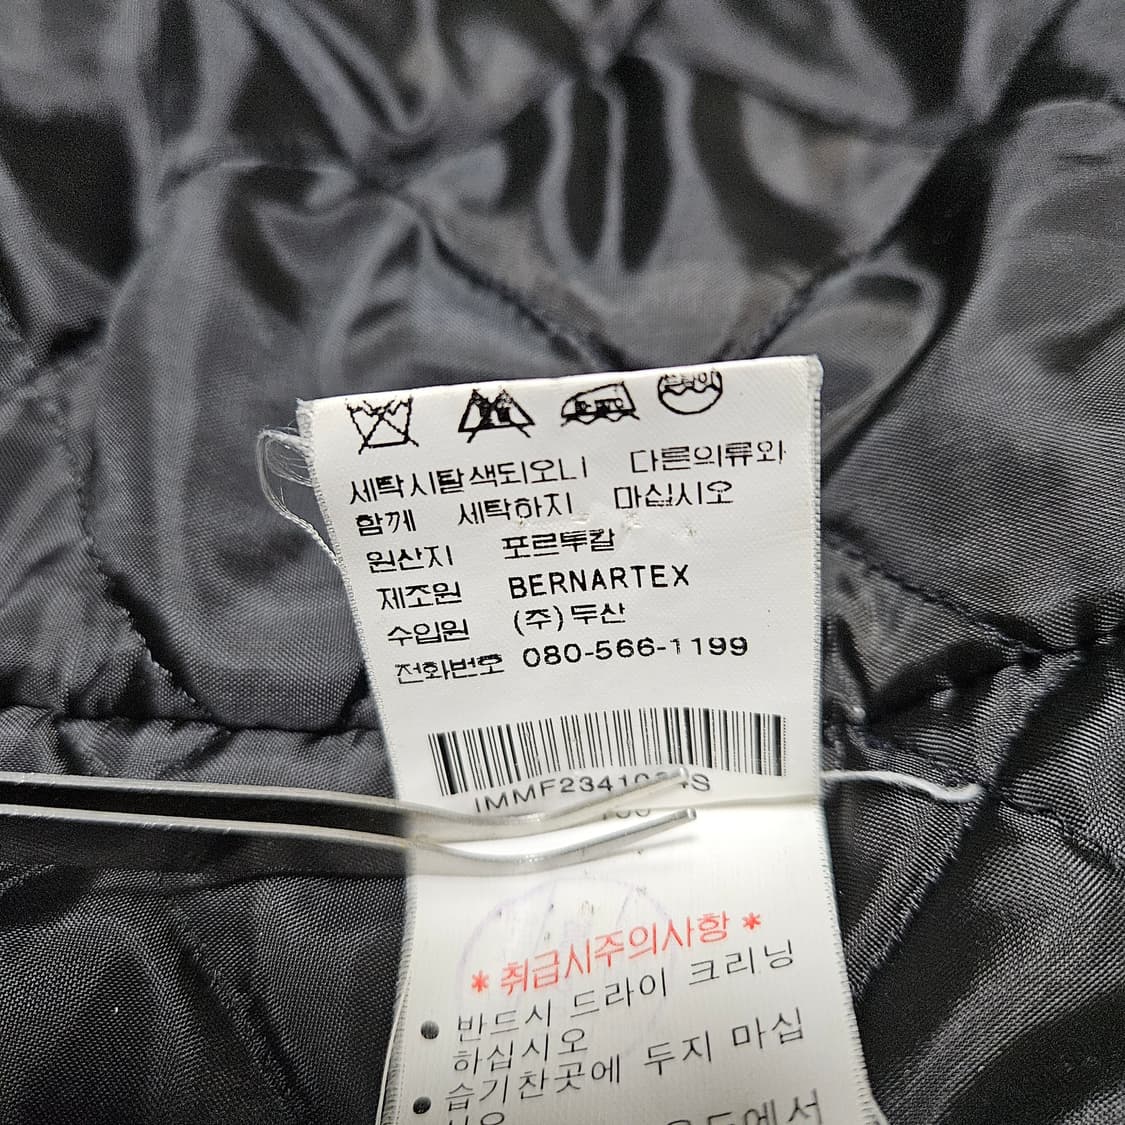 세탁시탈색되오니 다른의류와
함께 세탁하지 마십시오
원산지 포르투칼
제조원 BERNARTEX
수입원 (주)두산
전화번호 080-566-1199
* 취급시주의사항 *
• 반드시 드라이 크리닝
하십시오
• 습기찬곳에 두지 마십